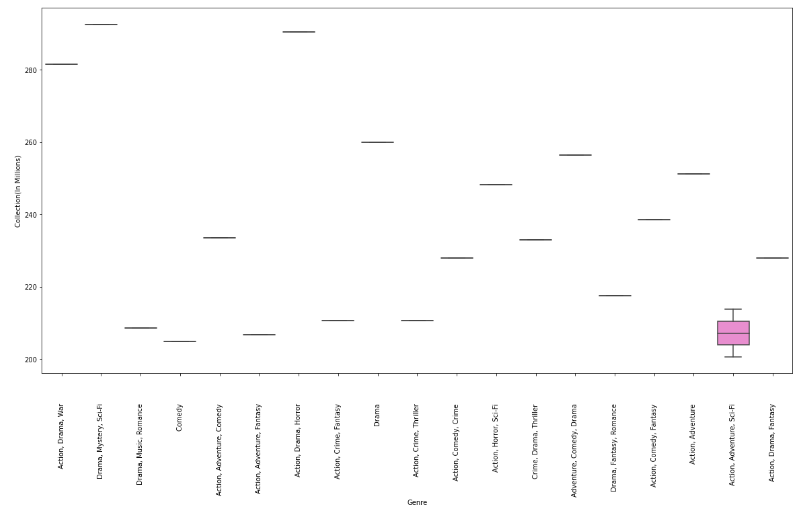 280
260
240
220
200
Collection(In Millions)
Action, Drama, War
Drama, Mystery, Sci-Fi
Drama, Music, Romance
Comedy
Action, Adventure, Comedy
Action, Adventure, Fantasy
Action, Drama, Horror
Action, Crime, Fantasy
Drama
Action, Crime, Thriller
Action, Comedy, Crime
Action, Horror, Sci-Fi
Crime, Drama, Thriller
Adventure, Comedy, Drama
Drama, Fantasy, Romance
Action, Comedy, Fantasy
Action, Adventure
Action, Adventure, Sci-Fi
Action, Drama, Fantasy
Genre